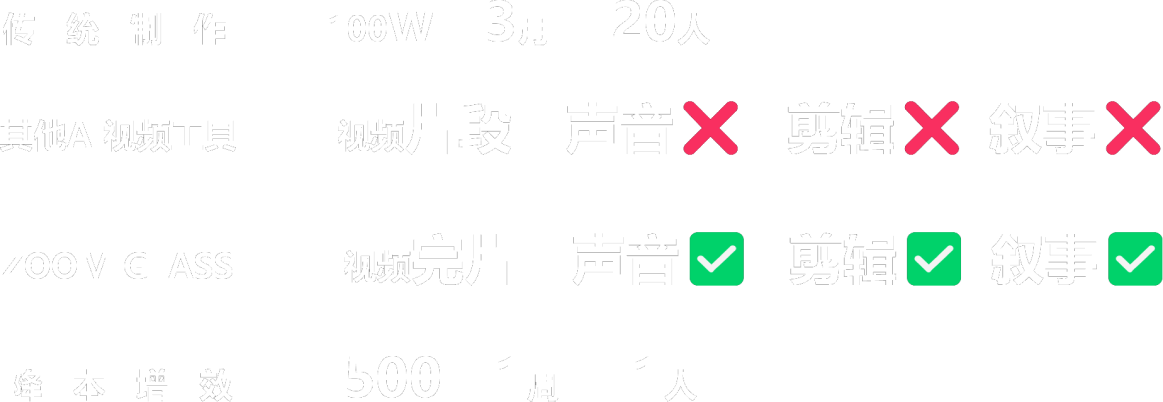 传统制作 100W 3月 20人
其他AI视频工具 视频片段 声音❌ 剪辑❌ 叙事❌
ZOOM GLASS 视频完片 声音✅ 剪辑✅ 叙事✅
降本增效 500 1周 1人